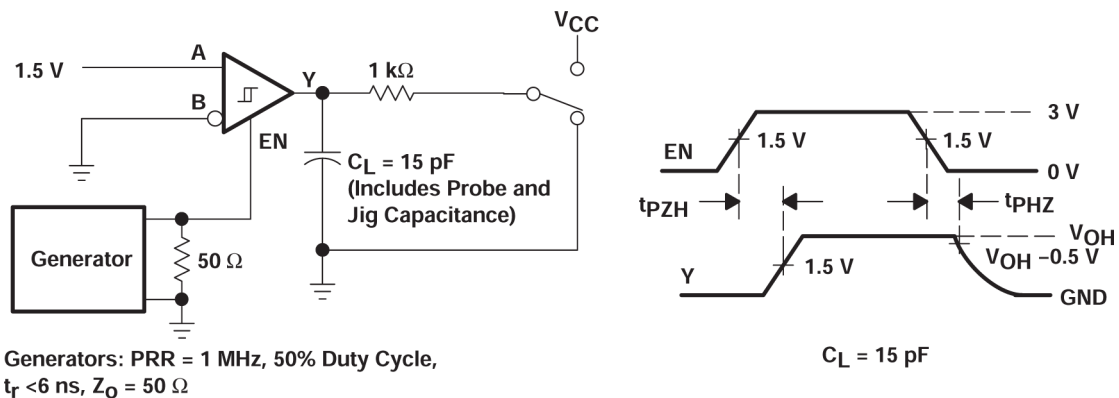 VCC
A
1.5 V
Y
1 kΩ
B
EN
CL = 15 pF
(Includes Probe and
Jig Capacitance)
Generator
50 Ω
Generators: PRR = 1 MHz, 50% Duty Cycle,
tr <6 ns, ZO = 50 Ω
3 V
1.5 V
1.5 V
EN
0 V
tPZH
tPHZ
VOH
VOH –0.5 V
1.5 V
Y
GND
CL = 15 pF